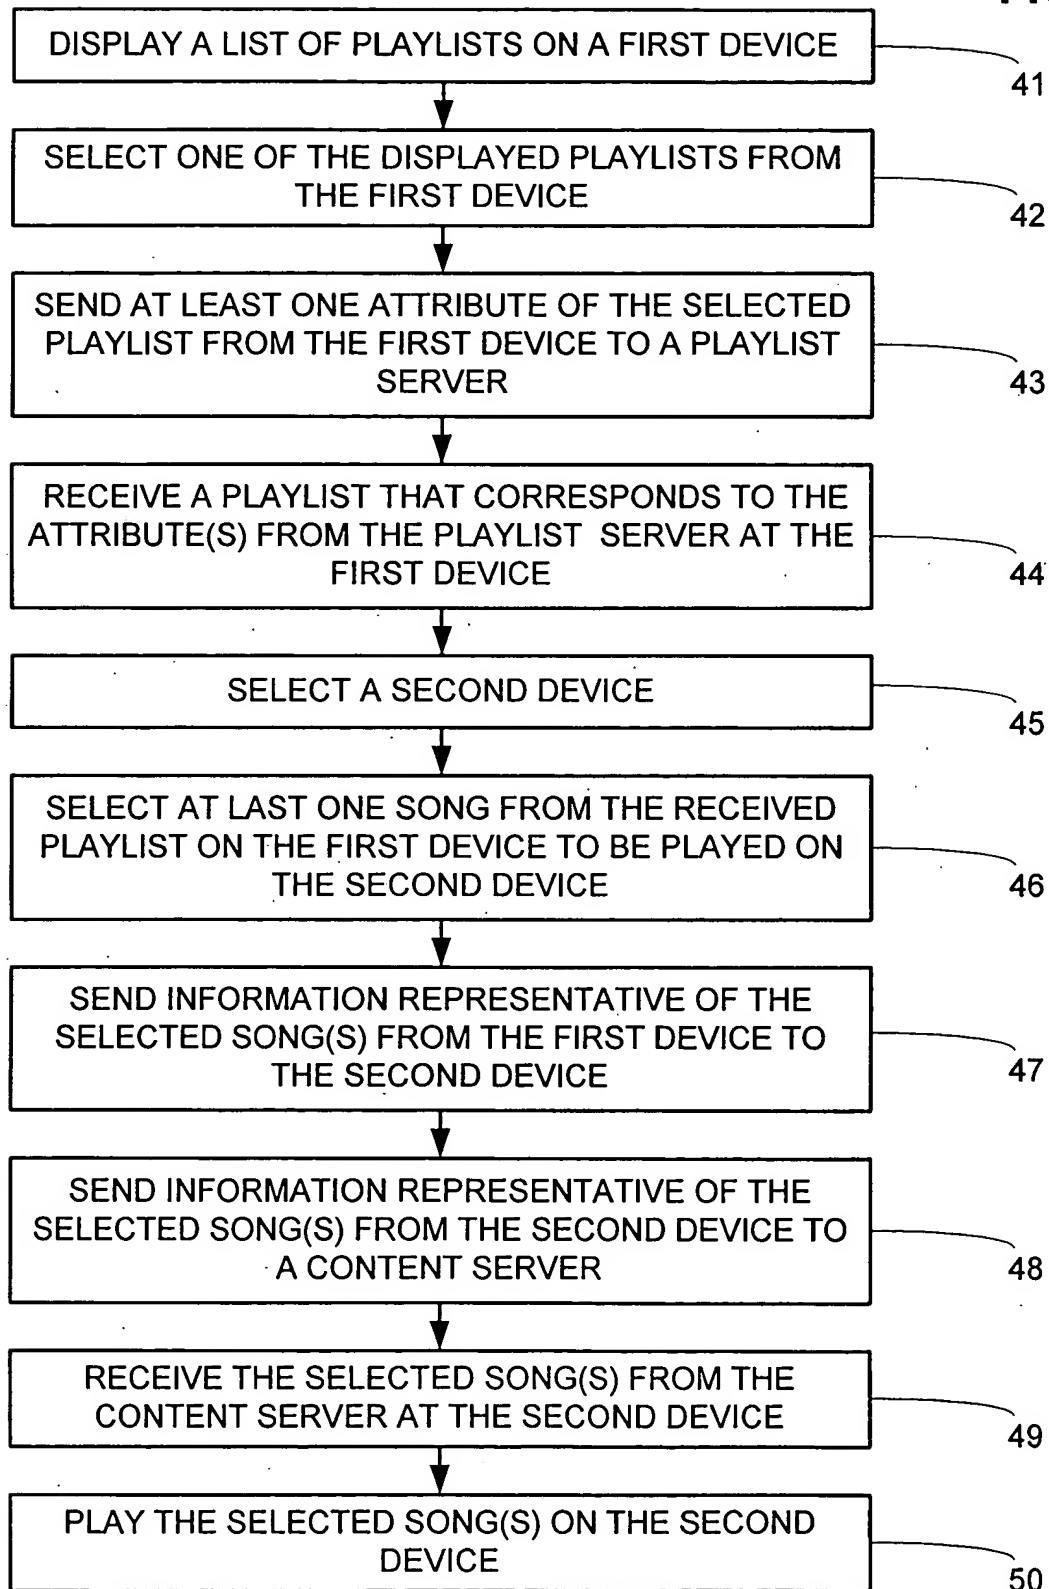 DISPLAY A LIST OF PLAYLISTS ON A FIRST DEVICE
41
SELECT ONE OF THE DISPLAYED PLAYLISTS FROM
THE FIRST DEVICE
42
SEND AT LEAST ONE ATTRIBUTE OF THE SELECTED
PLAYLIST FROM THE FIRST DEVICE TO A PLAYLIST
SERVER
43
RECEIVE A PLAYLIST THAT CORRESPONDS TO THE
ATTRIBUTE(S) FROM THE PLAYLIST SERVER AT THE
FIRST DEVICE
44
SELECT A SECOND DEVICE
45
SELECT AT LAST ONE SONG FROM THE RECEIVED
PLAYLIST ON THE FIRST DEVICE TO BE PLAYED ON
THE SECOND DEVICE
46
SEND INFORMATION REPRESENTATIVE OF THE
SELECTED SONG(S) FROM THE FIRST DEVICE TO
THE SECOND DEVICE
47
SEND INFORMATION REPRESENTATIVE OF THE
SELECTED SONG(S) FROM THE SECOND DEVICE TO
A CONTENT SERVER
48
RECEIVE THE SELECTED SONG(S) FROM THE
CONTENT SERVER AT THE SECOND DEVICE
49
PLAY THE SELECTED SONG(S) ON THE SECOND
DEVICE
50